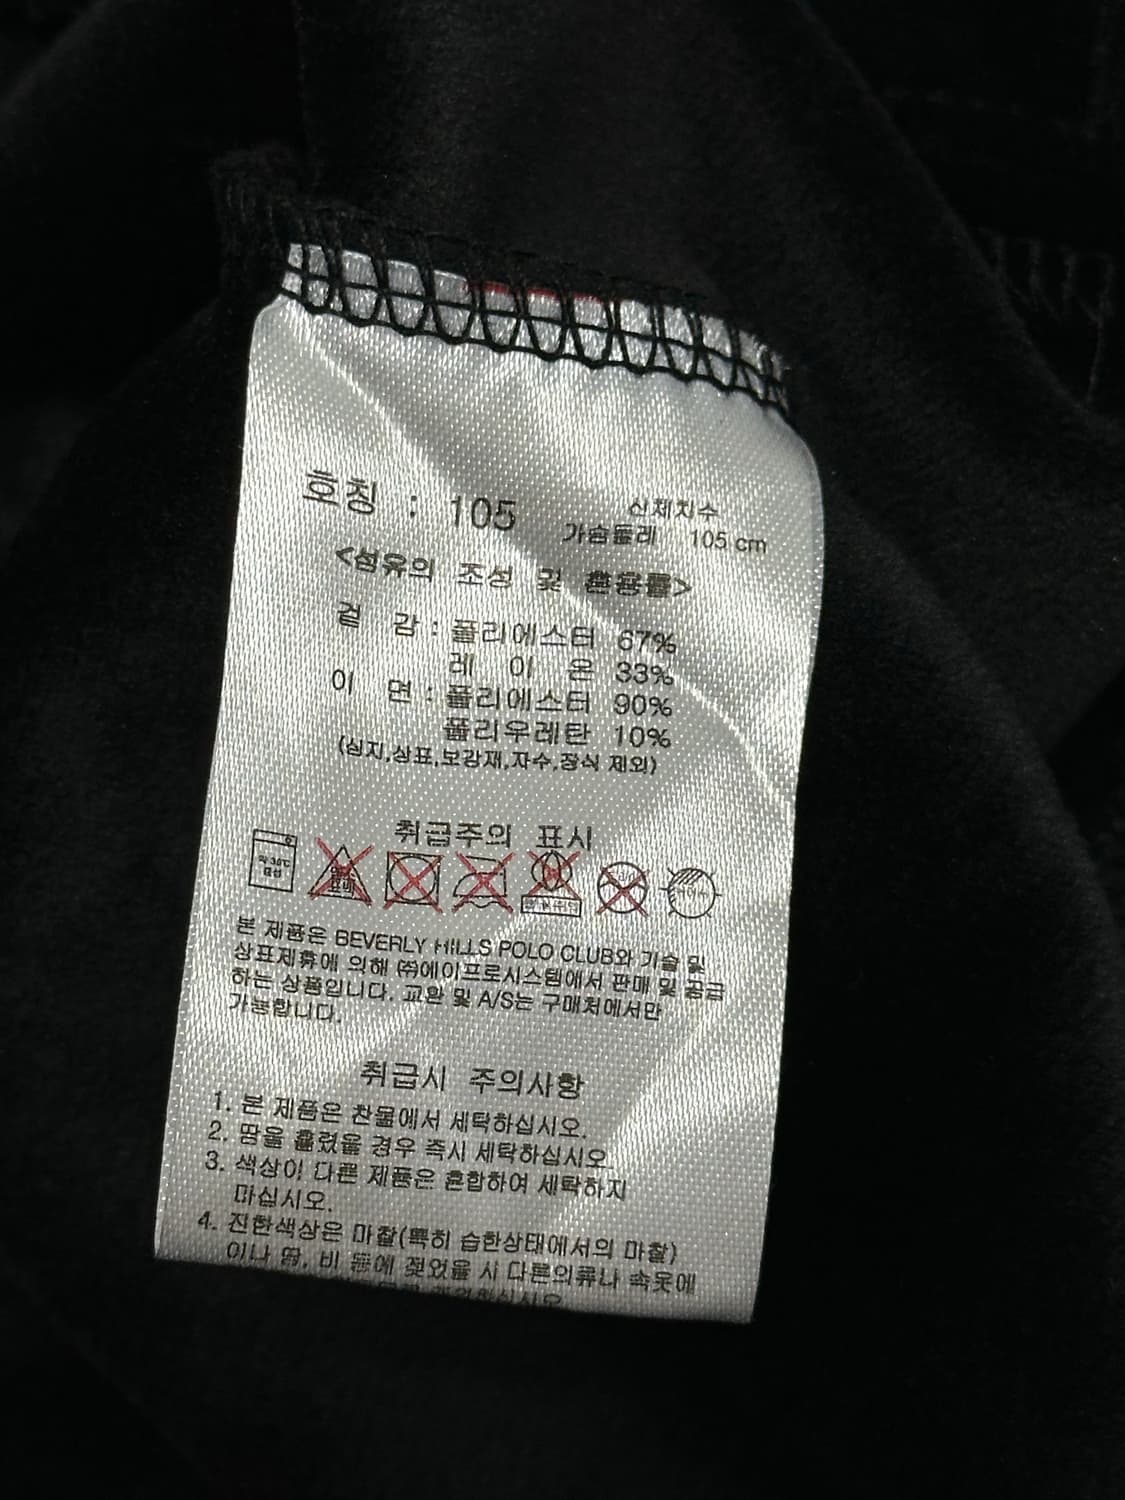 호칭 : 105
신체치수
가슴둘레 105 cm
<섬유의 조성 및 혼용률>
겉 감 : 폴리에스터 67%
레 이 온 33%
이 면 : 폴리에스터 90%
폴리우레탄 10%
(심지,상표,보강재,자수,장식 제외)
취급주의 표시
약 30℃
중성
본 제품은 BEVERLY HILLS POLO CLUB와 기술 및
상표제휴에 의해 ㈜에이프로시스템에서 판매 및 공급
하는 상품입니다. 교환 및 A/S는 구매처에서만
가능합니다.
취급시 주의사항
1. 본 제품은 찬물에서 세탁하십시오.
2. 땀을 흘렸을 경우 즉시 세탁하십시오.
3. 색상이 다른 제품은 혼합하여 세탁하지
마십시오.
4. 진한색상은 마찰(특히 습한상태에서의 마찰)
이나 땀, 비 등에 젖었을 시 다른의류나 속옷에